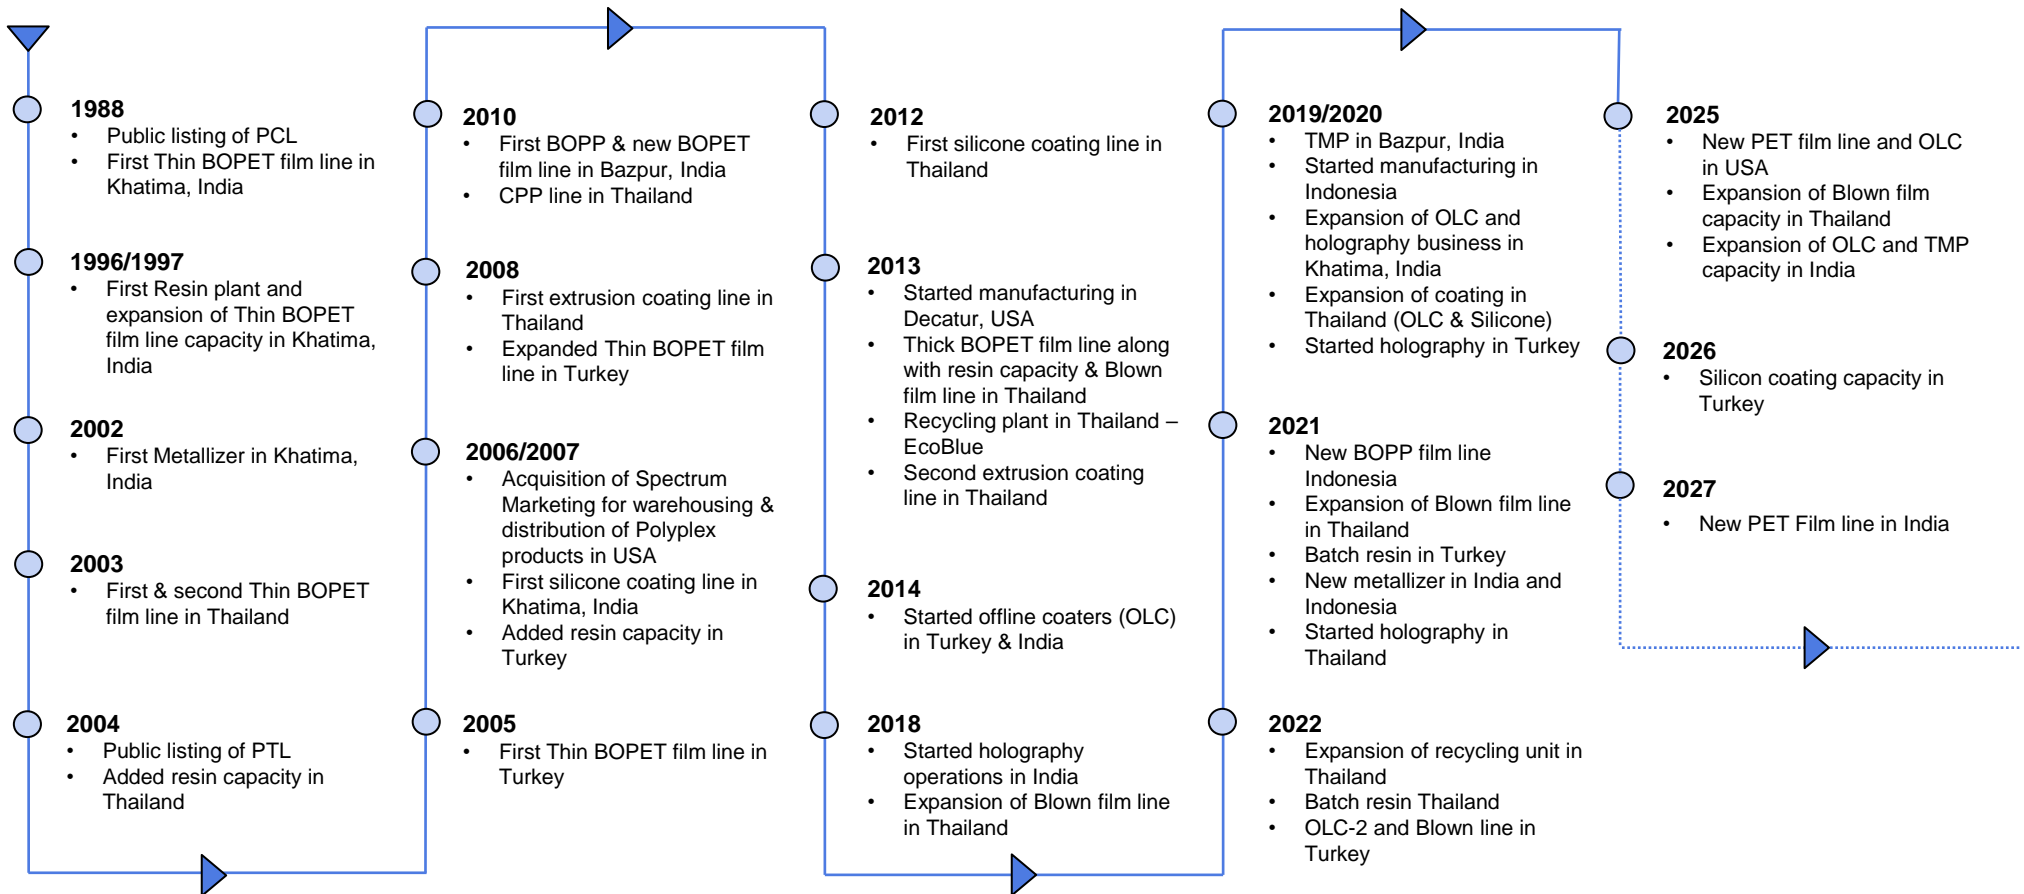 1988
• Public listing of PCL
• First Thin BOPET film line in
Khatima, India
1996/1997
• First Resin plant and
expansion of Thin BOPET
film line capacity in Khatima,
India
2002
• First Metallizer in Khatima,
India
2003
• First & second Thin BOPET
film line in Thailand
2004
• Public listing of PTL
• Added resin capacity in
Thailand
2005
• First Thin BOPET film line in
Turkey
2006/2007
• Acquisition of Spectrum
Marketing for warehousing &
distribution of Polyplex
products in USA
• First silicone coating line in
Khatima, India
• Added resin capacity in
Turkey
2008
• First extrusion coating line in
Thailand
• Expanded Thin BOPET film
line in Turkey
2010
• First BOPP & new BOPET
film line in Bazpur, India
• CPP line in Thailand
2012
• First silicone coating line in
Thailand
2013
• Started manufacturing in
Decatur, USA
• Thick BOPET film line along
with resin capacity & Blown
film line in Thailand
• Recycling plant in Thailand –
EcoBlue
• Second extrusion coating
line in Thailand
2014
• Started offline coaters (OLC)
in Turkey & India
2018
• Started holography
operations in India
• Expansion of Blown film line
in Thailand
2022
• Expansion of recycling unit in
Thailand
• Batch resin Thailand
• OLC-2 and Blown line in
Turkey
2021
• New BOPP film line
Indonesia
• Expansion of Blown film line
in Thailand
• Batch resin in Turkey
• New metallizer in India and
Indonesia
• Started holography in
Thailand
2019/2020
• TMP in Bazpur, India
• Started manufacturing in
Indonesia
• Expansion of OLC and
holography business in
Khatima, India
• Expansion of coating in
Thailand (OLC & Silicone)
• Started holography in Turkey
2025
• New PET film line and OLC
in USA
• Expansion of Blown film
capacity in Thailand
• Expansion of OLC and TMP
capacity in India
2026
• Silicon coating capacity in
Turkey
2027
• New PET Film line in India